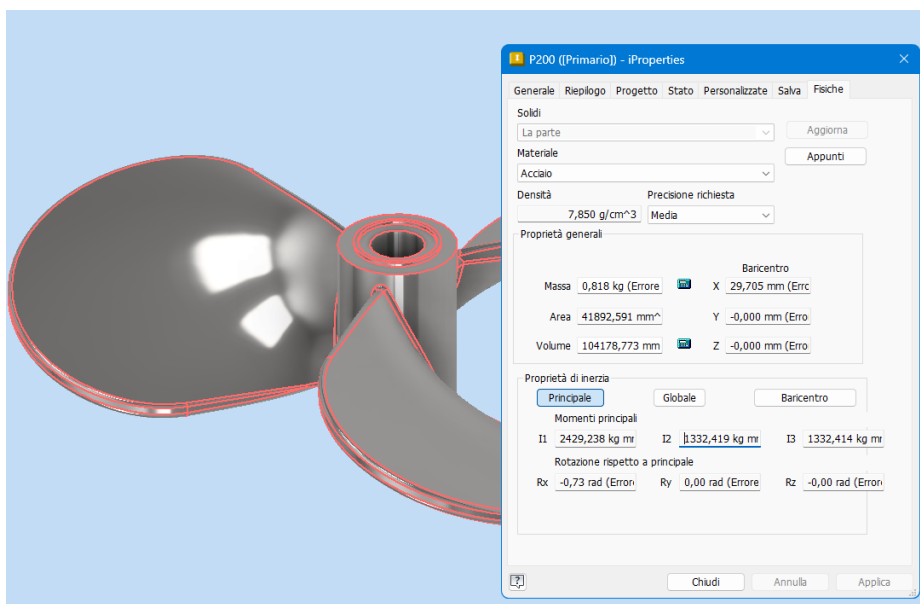 P200 ([Primario]) - iProperties
Generale Riepilogo Progetto Stato Personalizzate Salva Fisiche
Solidi
La parte Aggiorna
Materiale Appunti
Acciaio
Densità Precisione richiesta
7,850 g/cm^3 Media
Proprietà generali
Baricentro
Massa 0,818 kg (Errore X 29,705 mm (Errc
Area 41892,591 mm^ Y -0,000 mm (Erro
Volume 104178,773 mm Z -0,000 mm (Erro
Proprietà di inerzia
Principale Globale Baricentro
Momenti principali
I1 2429,238 kg mr I2 1332,419 kg mr I3 1332,414 kg mr
Rotazione rispetto a principale
Rx -0,73 rad (Errore Ry 0,00 rad (Errore Rz -0,00 rad (Errore
Chiudi Annulla Applica